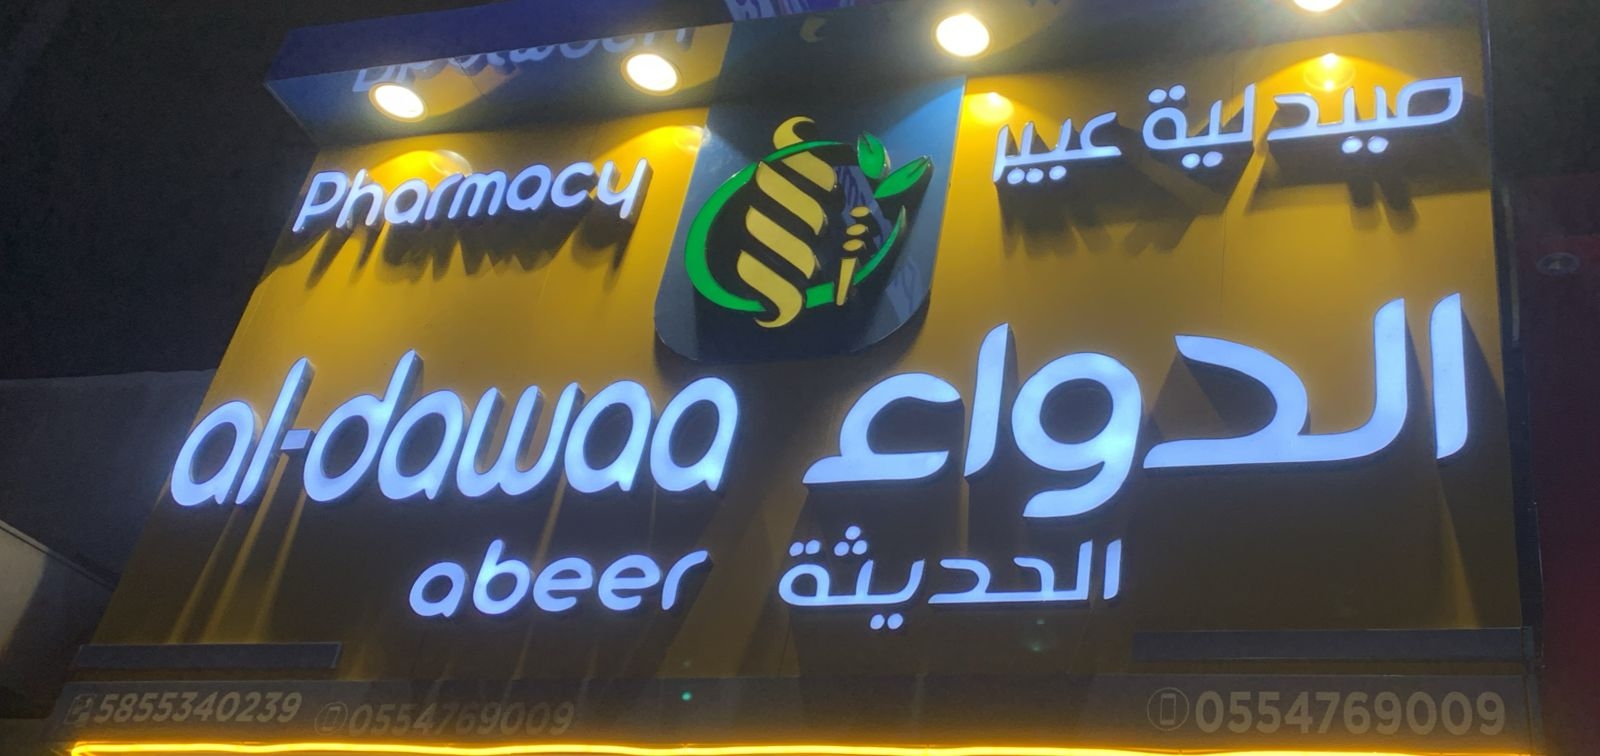 Pharmacy
صيدلية عبير
al-dawaa
الدواء
abeer
الحديثة
5855340239
0554769009
0554769009